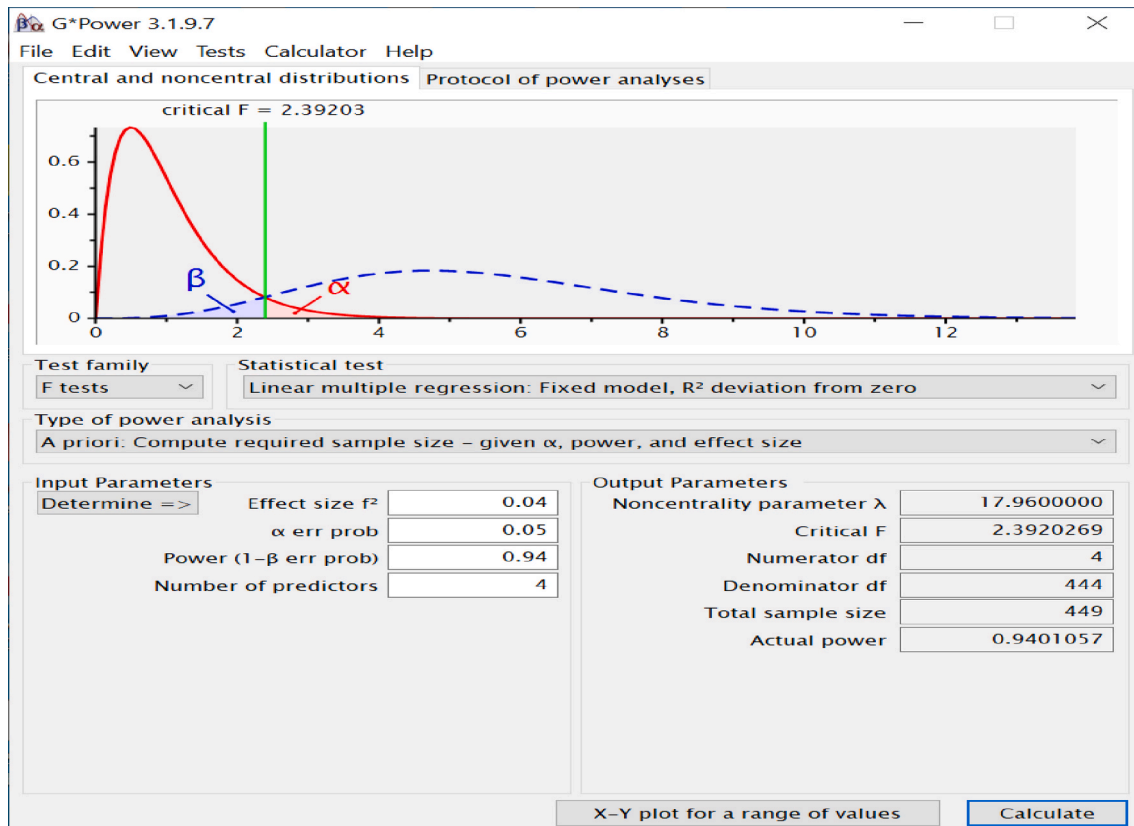 βα G*Power 3.1.9.7
File Edit View Tests Calculator Help
Central and noncentral distributions Protocol of power analyses
critical F = 2.39203
0.6
0.4
0.2
0
β
α
0 2 4 6 8 10 12
Test family
F tests
Statistical test
Linear multiple regression: Fixed model, R² deviation from zero
Type of power analysis
A priori: Compute required sample size – given α, power, and effect size
Input Parameters
Determine => Effect size f² 0.04
α err prob 0.05
Power (1–β err prob) 0.94
Number of predictors 4
Output Parameters
Noncentrality parameter λ 17.9600000
Critical F 2.3920269
Numerator df 4
Denominator df 444
Total sample size 449
Actual power 0.9401057
X–Y plot for a range of values Calculate